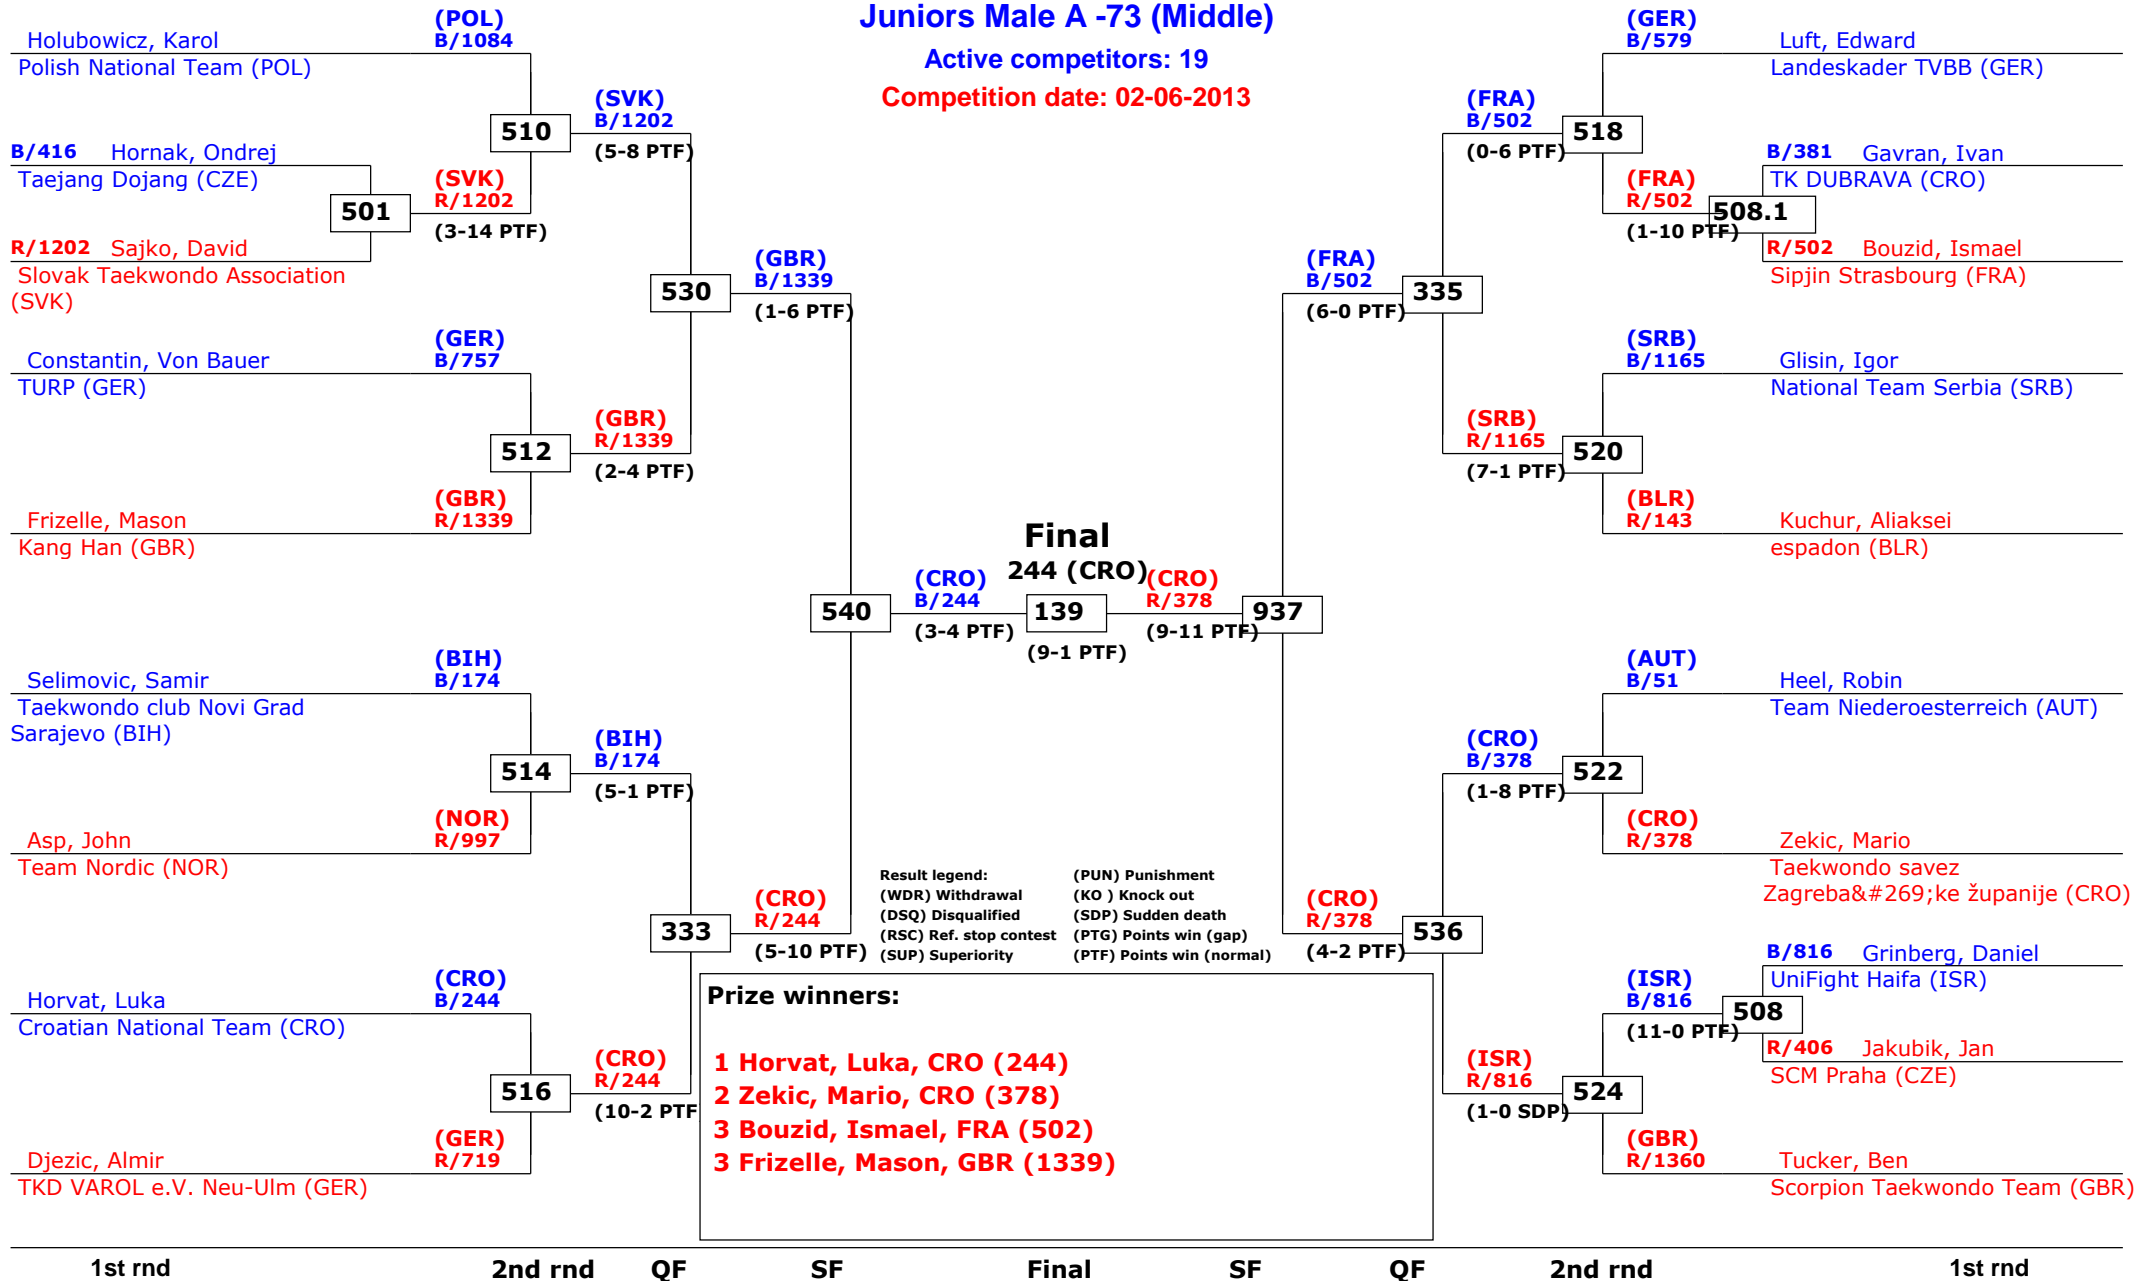 Juniors Male A -73 (Middle)
Active competitors: 19
Competition date: 02-06-2013
(POL)
Holubowicz, Karol B/1084
Polish National Team (POL)
(SVK)
B/1202
510
(5-8 PTF)
B/416 Hornak, Ondrej
Taejang Dojang (CZE)
(SVK)
R/1202
501
(3-14 PTF)
R/1202 Sajko, David
Slovak Taekwondo Association
(SVK)
(GBR)
B/1339
530
(1-6 PTF)
(GER)
Constantin, Von Bauer B/757
TURP (GER)
(GBR)
R/1339
512
(2-4 PTF)
(GBR)
Frizelle, Mason R/1339
Kang Han (GBR)
540
(CRO)
B/244
(3-4 PTF)
(BIH)
Selimovic, Samir B/174
Taekwondo club Novi Grad
Sarajevo (BIH)
(BIH)
B/174
514
(5-1 PTF)
(NOR)
Asp, John R/997
Team Nordic (NOR)
(CRO)
R/244
333
(5-10 PTF)
(CRO)
Horvat, Luka B/244
Croatian National Team (CRO)
(CRO)
R/244
516
(10-2 PTF
(GER)
Djezic, Almir R/719
TKD VAROL e.V. Neu-Ulm (GER)
Final
244 (CRO)
139
(9-1 PTF)
(CRO)
R/378
937
(9-11 PTF)
(GER)
B/579 Luft, Edward
Landeskader TVBB (GER)
(FRA)
B/502
518
(0-6 PTF)
B/381 Gavran, Ivan
TK DUBRAVA (CRO)
(FRA)
R/502
508.1
(1-10 PTF)
R/502 Bouzid, Ismael
Sipjin Strasbourg (FRA)
(FRA)
B/502
335
(6-0 PTF)
(SRB)
B/1165 Glisin, Igor
National Team Serbia (SRB)
(SRB)
R/1165
520
(7-1 PTF)
(BLR)
R/143 Kuchur, Aliaksei
espadon (BLR)
(AUT)
B/51 Heel, Robin
Team Niederoesterreich (AUT)
(CRO)
B/378
522
(1-8 PTF)
(CRO)
R/378 Zekic, Mario
Taekwondo savez
Zagreba&#269;ke županije (CRO)
(CRO)
R/378
536
(4-2 PTF)
B/816 Grinberg, Daniel
UniFight Haifa (ISR)
(ISR)
B/816
508
(11-0 PTF)
R/406 Jakubik, Jan
SCM Praha (CZE)
(ISR)
R/816
524
(1-0 SDP)
(GBR)
R/1360 Tucker, Ben
Scorpion Taekwondo Team (GBR)
Result legend: (PUN) Punishment
(WDR) Withdrawal (KO ) Knock out
(DSQ) Disqualified (SDP) Sudden death
(RSC) Ref. stop contest (PTG) Points win (gap)
(SUP) Superiority (PTF) Points win (normal)
Prize winners:
1 Horvat, Luka, CRO (244)
2 Zekic, Mario, CRO (378)
3 Bouzid, Ismael, FRA (502)
3 Frizelle, Mason, GBR (1339)
1st rnd 2nd rnd QF SF Final SF QF 2nd rnd 1st rnd